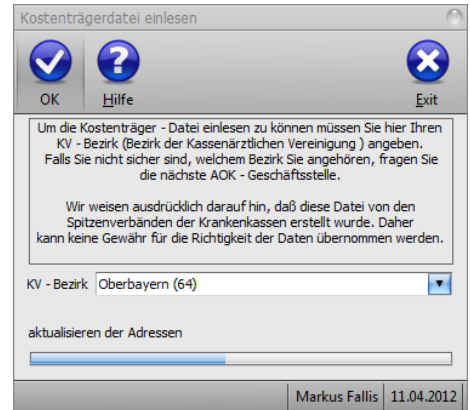 Kostenträgerdatei einlesen
OK
Hilfe
Exit
Um die Kostenträger - Datei einlesen zu können müssen Sie hier Ihren
KV - Bezirk (Bezirk der Kassenärztlichen Vereinigung ) angeben.
Falls Sie nicht sicher sind, welchem Bezirk Sie angehören, fragen Sie
die nächste AOK - Geschäftsstelle.
Wir weisen ausdrücklich darauf hin, daß diese Datei von den
Spitzenverbänden der Krankenkassen erstellt wurde. Daher
kann keine Gewähr für die Richtigkeit der Daten übernommen werden.
KV - Bezirk Oberbayern (64)
aktualisieren der Adressen
Markus Fallis 11.04.2012